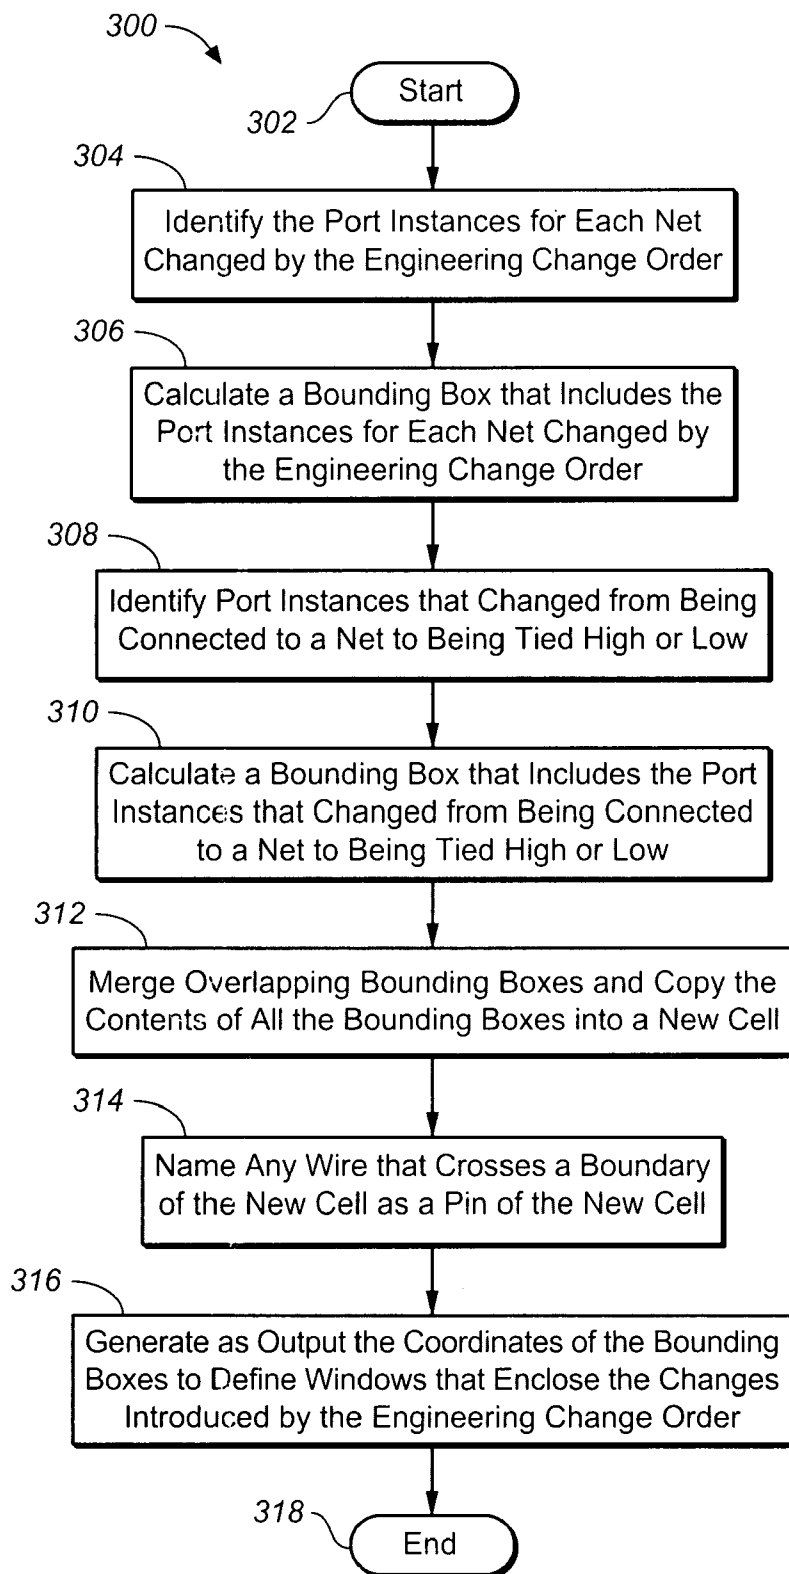 300
Start
302
304
Identify the Port Instances for Each Net
Changed by the Engineering Change Order
306
Calculate a Bounding Box that Includes the
Port Instances for Each Net Changed by
the Engineering Change Order
308
Identify Port Instances that Changed from Being
Connected to a Net to Being Tied High or Low
310
Calculate a Bounding Box that Includes the Port
Instances that Changed from Being Connected
to a Net to Being Tied High or Low
312
Merge Overlapping Bounding Boxes and Copy the
Contents of All the Bounding Boxes into a New Cell
314
Name Any Wire that Crosses a Boundary
of the New Cell as a Pin of the New Cell
316
Generate as Output the Coordinates of the Bounding
Boxes to Define Windows that Enclose the Changes
Introduced by the Engineering Change Order
318
End